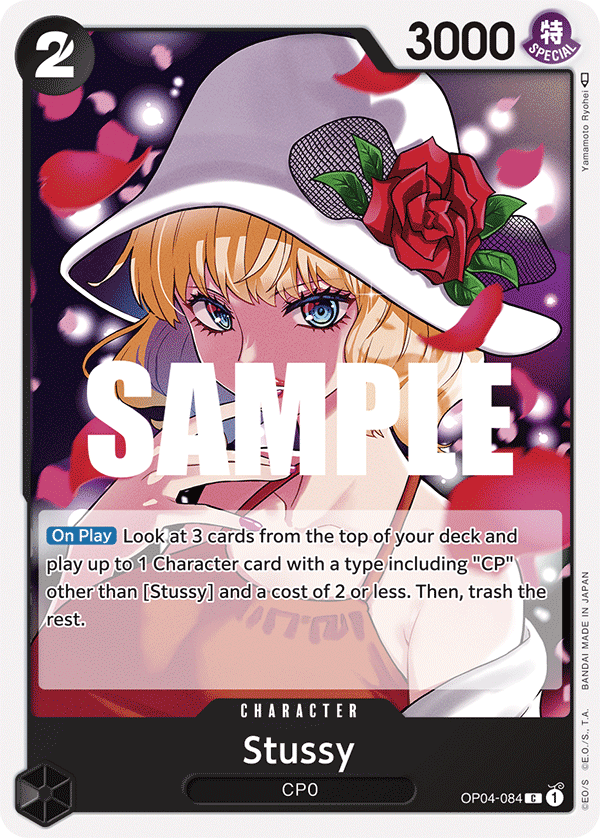 2
3000
特
SPECIAL
Yamamoto Ryohei
SAMPLE
On Play Look at 3 cards from the top of your deck and
play up to 1 Character card with a type including "CP"
other than [Stussy] and a cost of 2 or less. Then, trash the
rest.
CHARACTER
Stussy
CP0
OP04-084 C 1
©E.O/S ©E.O./S., T.A. BANDAI MADE IN JAPAN